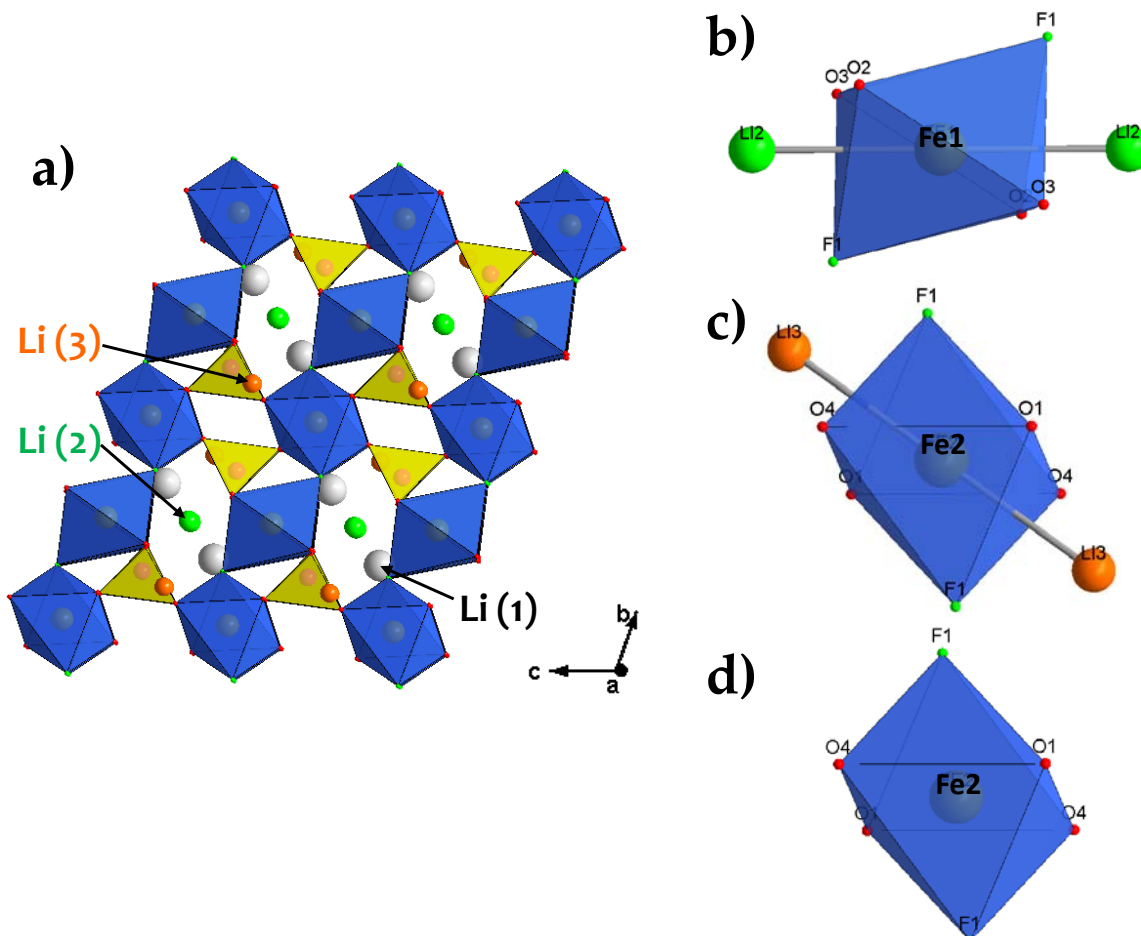 a)
Li (3)
Li (2)
Li (1)
b
c
a
b)
F1
O3
O2
LI2
Fe1
LI2
O3
O2
F1
c)
F1
LI3
O4
O1
Fe2
O1
O4
LI3
F1
d)
F1
O4
O1
Fe2
O1
O4
F1